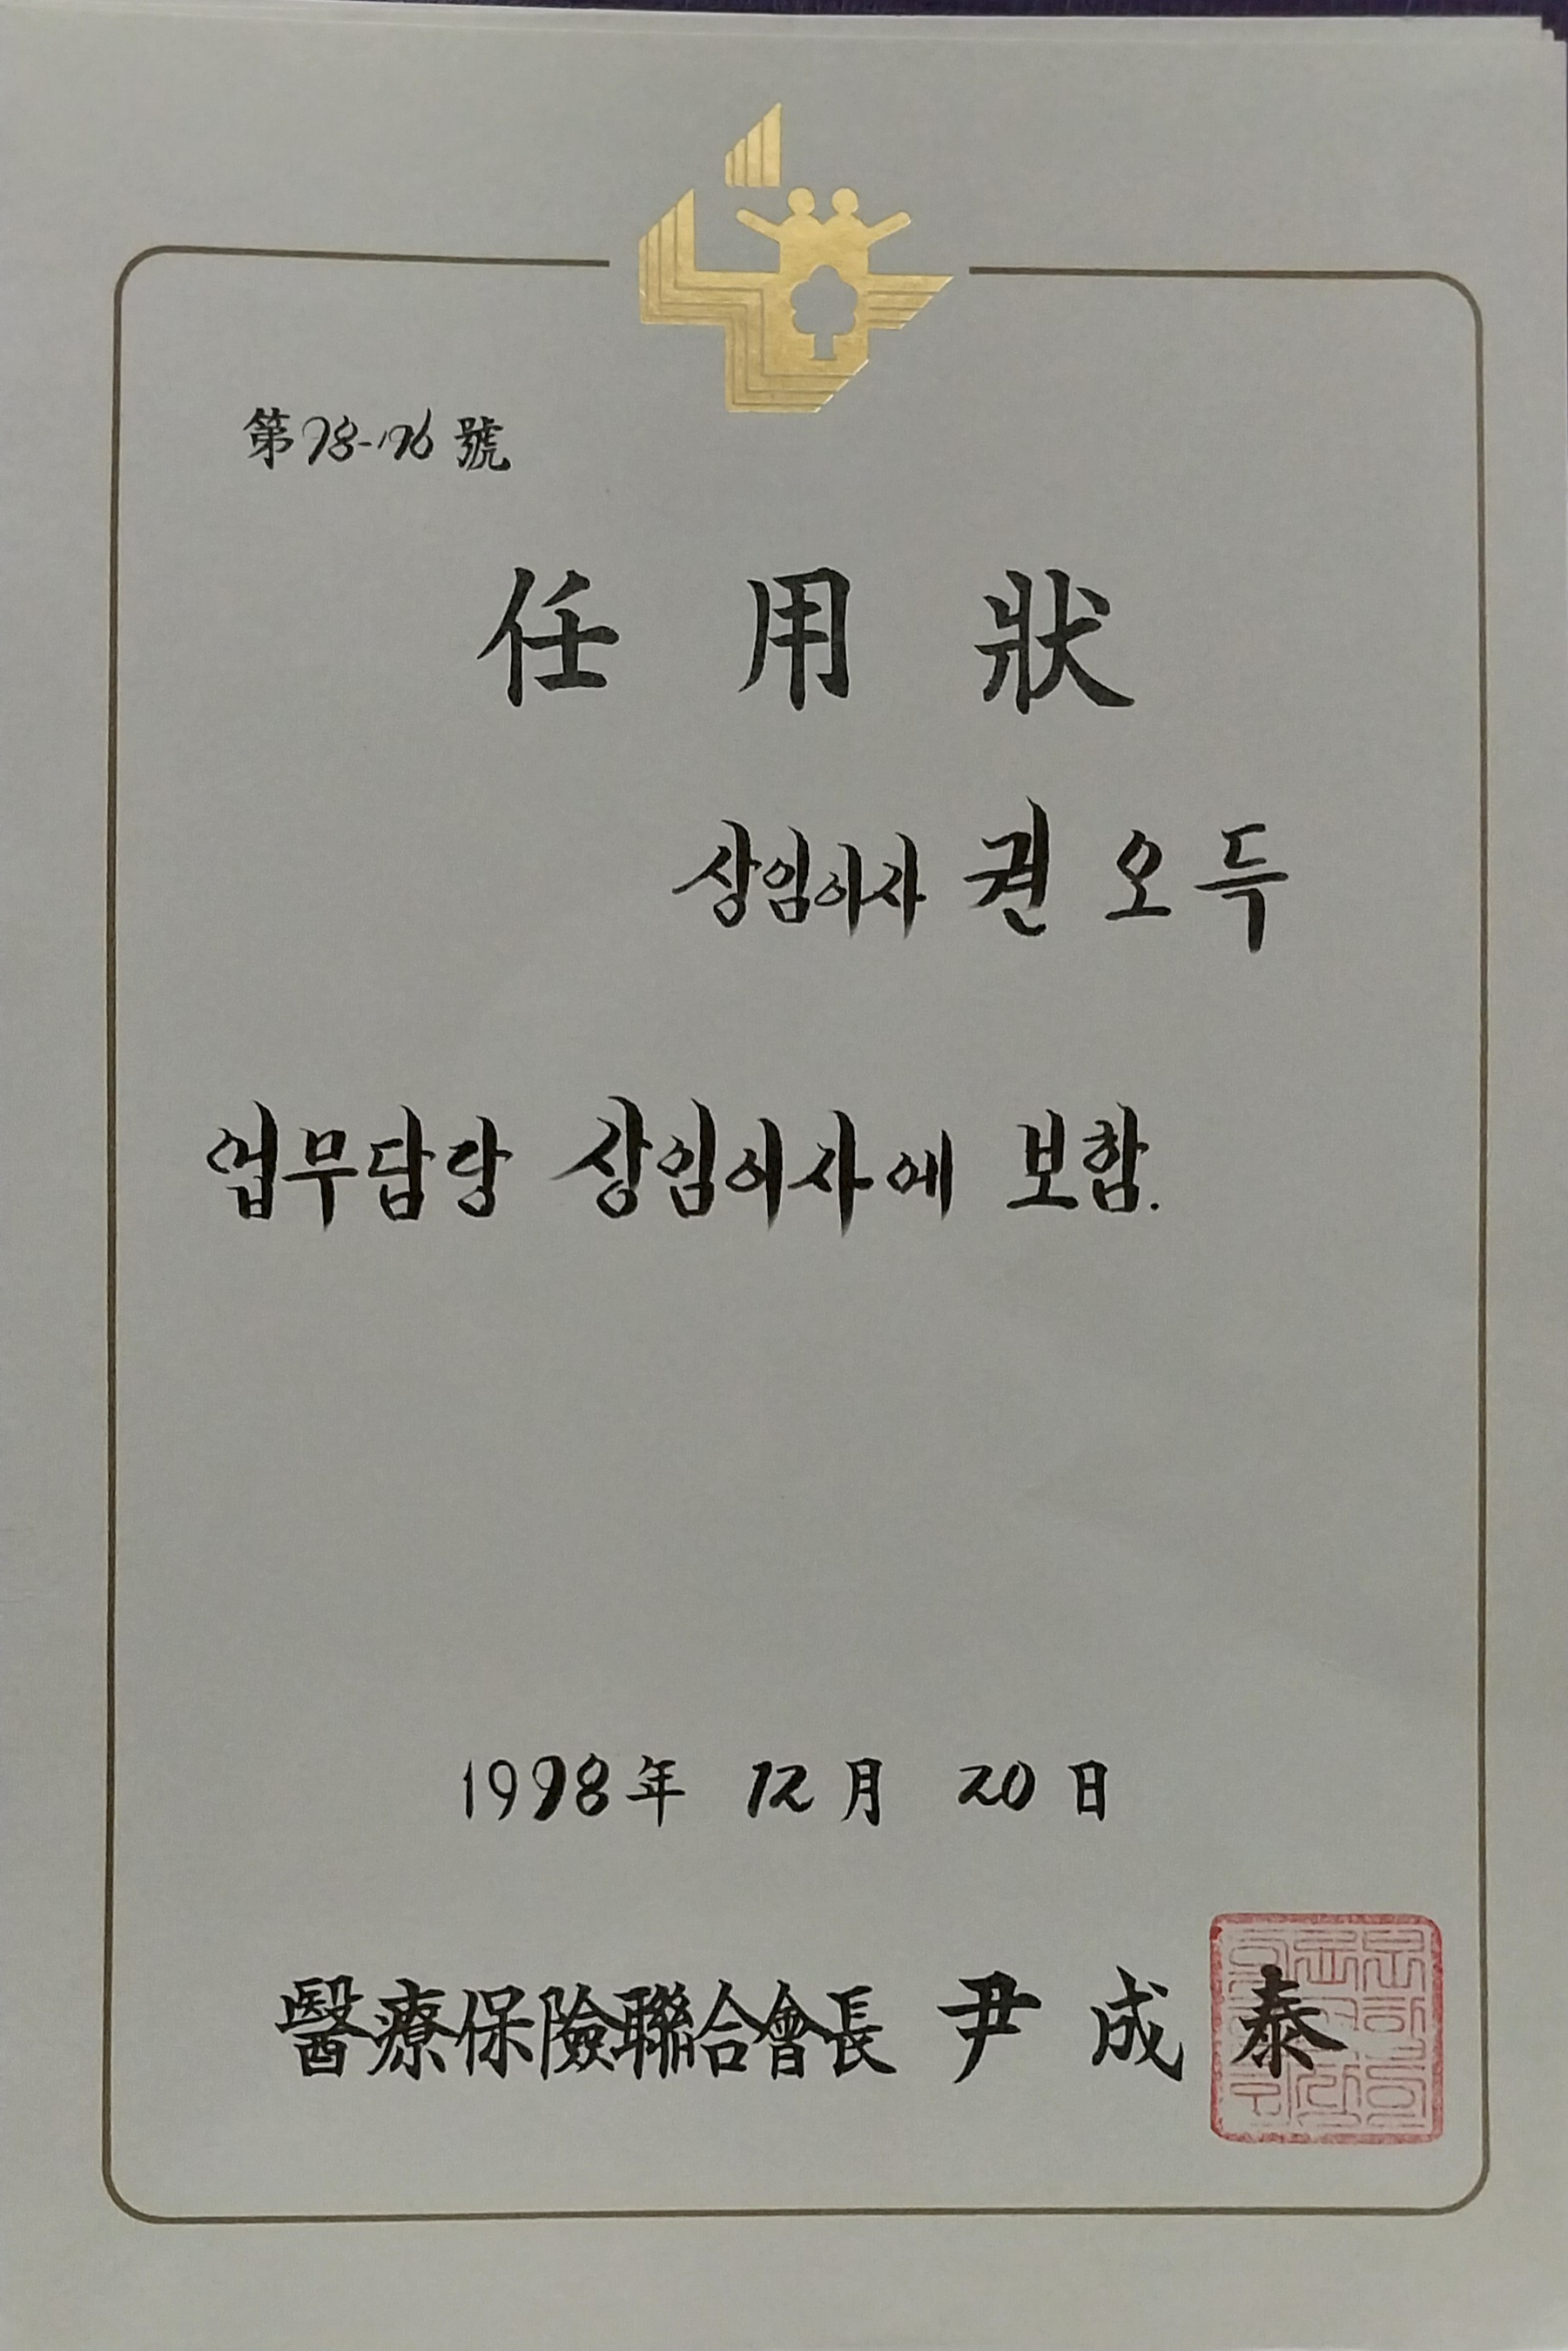 第98-196號
任用狀
상임이사 권오득
업무담당 상임이사에 보함.
1998年 12月 20日
醫療保險聯合會長 尹成泰